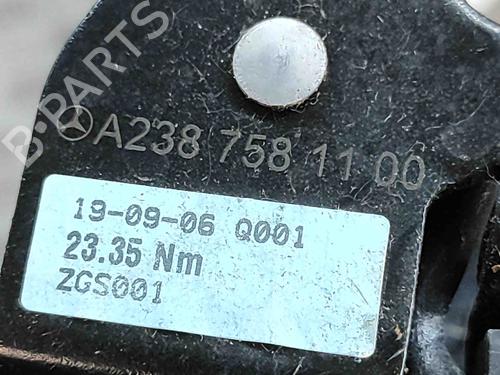 B-PARTS
A238 758 11 00
19-09-06 Q001
23.35 Nm
ZGS001